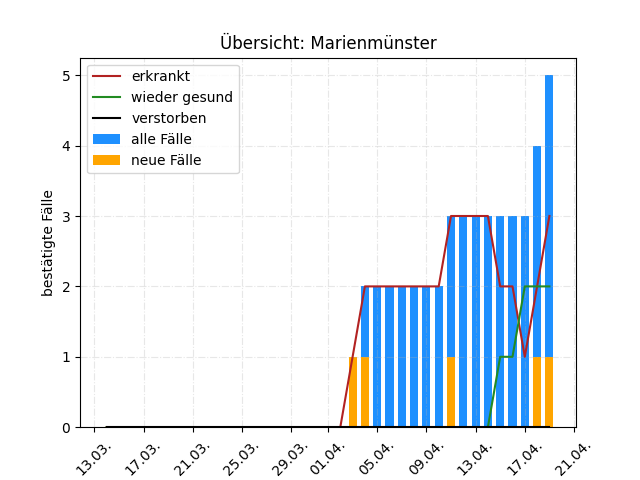 Übersicht: Marienmünster
erkrankt
wieder gesund
verstorben
alle Fälle
neue Fälle
bestätigte Fälle
5
4
3
2
1
0
13.03.
17.03.
21.03.
25.03.
29.03.
01.04.
05.04.
09.04.
13.04.
17.04.
21.04.